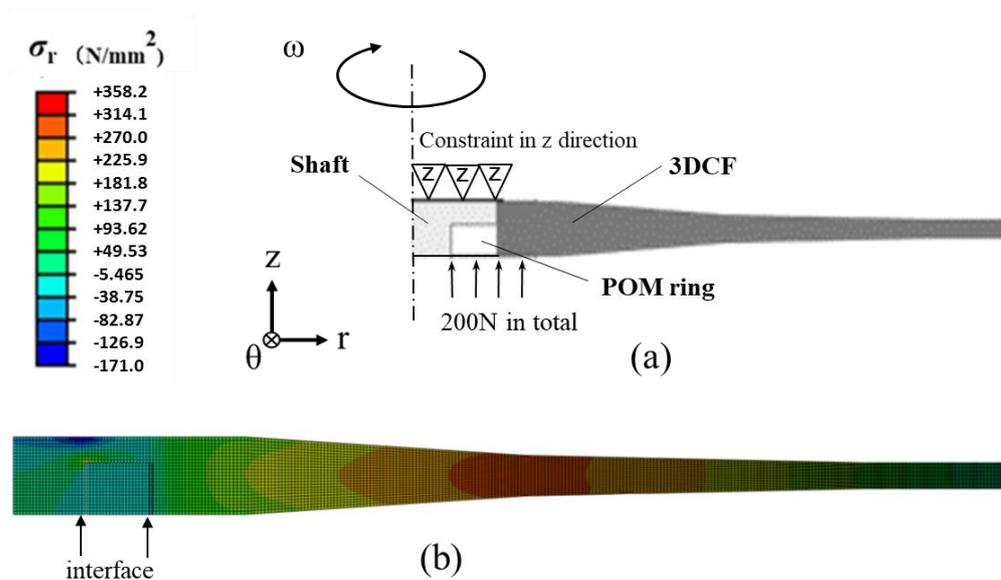 σr (N/mm²)
+358.2
+314.1
+270.0
+225.9
+181.8
+137.7
+93.62
+49.53
-5.465
-38.75
-82.87
-126.9
-171.0
ω
Constraint in z direction
Shaft
Z Z Z
3DCF
z
θ
r
POM ring
200N in total
(a)
interface
(b)